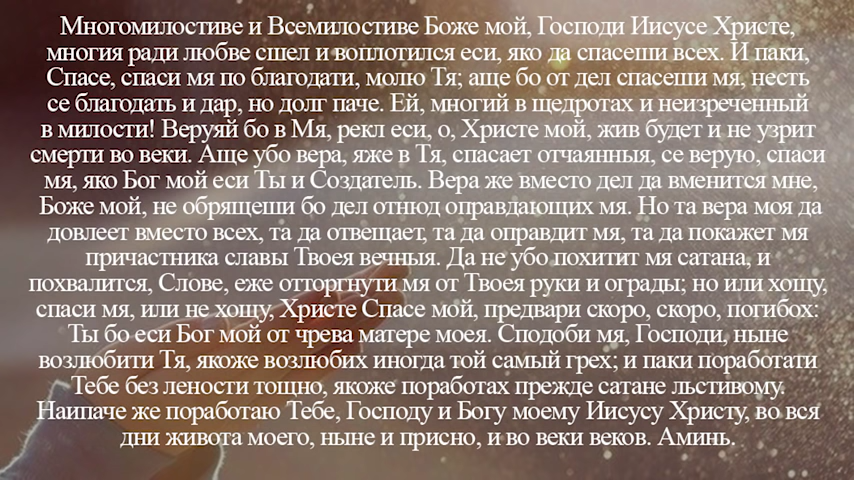 Многомилостиве и Всемилостиве Боже мой, Господи Иисусе Христе,
многия ради любве сшел и воплотился еси, яко да спасеши всех. И паки,
Спасе, спаси мя по благодати, молю Тя; аще бо от дел спасеши мя, несть
се благодать и дар, но долг паче. Ей, многий в щедротах и неизреченный
в милости! Веруяй бо в Мя, рекл еси, о, Христе мой, жив будет и не узрит
смерти во веки. Аще убо вера, яже в Тя, спасает отчаянныя, се верую, спаси
мя, яко Бог мой еси Ты и Создатель. Вера же вместо дел да вменится мне,
Боже мой, не обрящеши бо дел отнюд оправдающих мя. Но та вера моя да
довлеет вместо всех, та да отвещает, та да оправдит мя, та да покажет мя
причастника славы Твоея вечныя. Да не убо похитит мя сатана, и
похвалится, Слове, еже отторгнути мя от Твоея руки и ограды; но или хощу,
спаси мя, или не хощу, Христе Спасе мой, предвари скоро, скоро, погибох:
Ты бо еси Бог мой от чрева матере моея. Сподоби мя, Господи, ныне
возлюбити Тя, якоже возлюбих иногда той самый грех; и паки поработати
Тебе без лености тощно, якоже поработах прежде сатане льстивому.
Наипаче же поработаю Тебе, Господу и Богу моему Иисусу Христу, во вся
дни живота моего, ныне и присно, и во веки веков. Аминь.